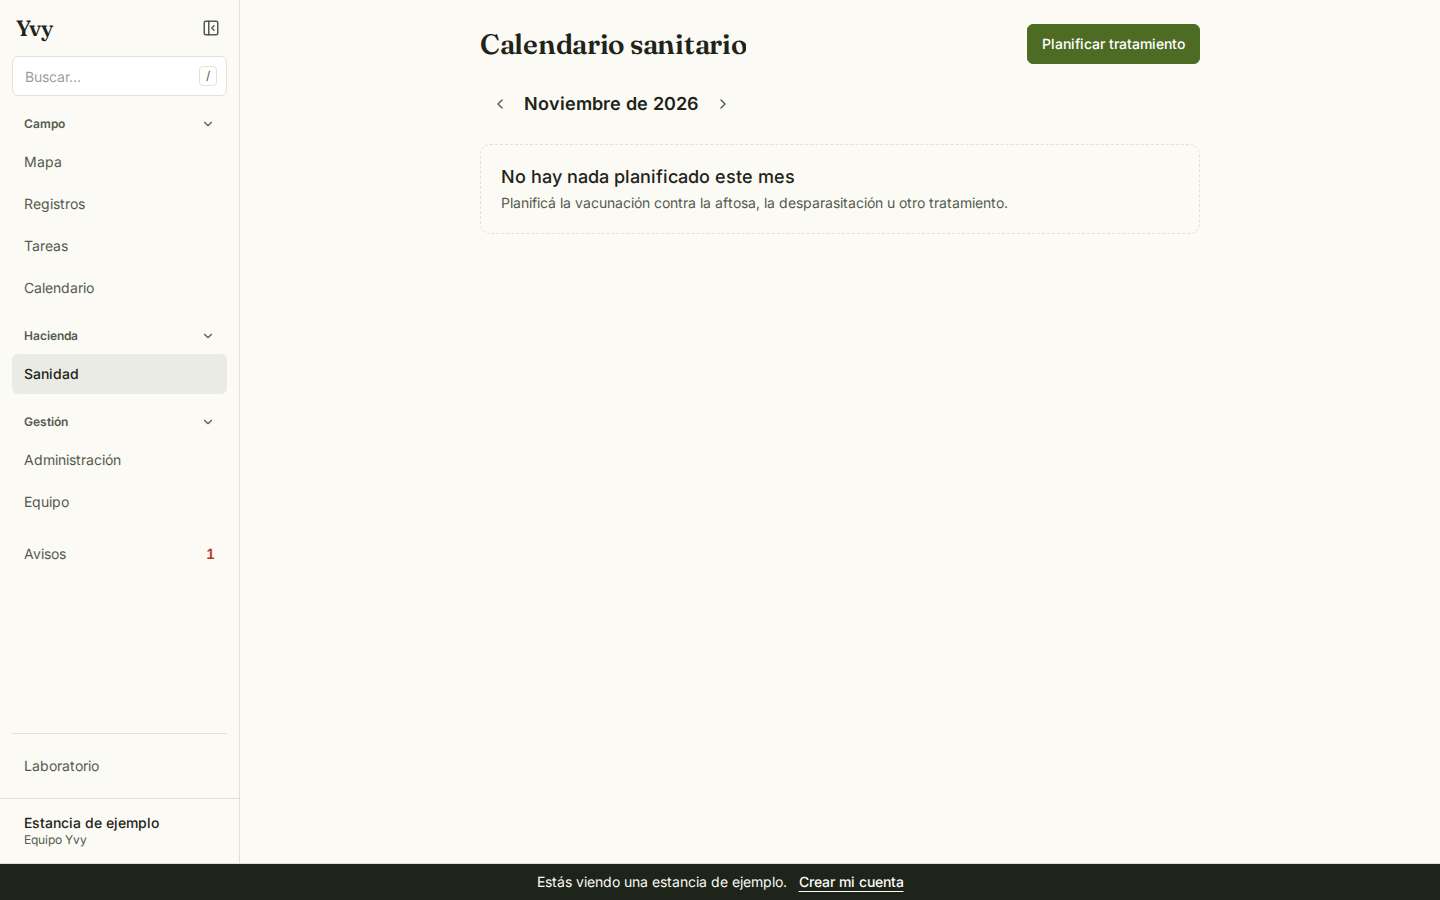 Yvy
Buscar...
/
Campo
Mapa
Registros
Tareas
Calendario
Hacienda
Sanidad
Gestión
Administración
Equipo
Avisos 1
Laboratorio
Estancia de ejemplo
Equipo Yvy
Calendario sanitario
Planificar tratamiento
Noviembre de 2026
No hay nada planificado este mes
Planificá la vacunación contra la aftosa, la desparasitación u otro tratamiento.
Estás viendo una estancia de ejemplo. Crear mi cuenta